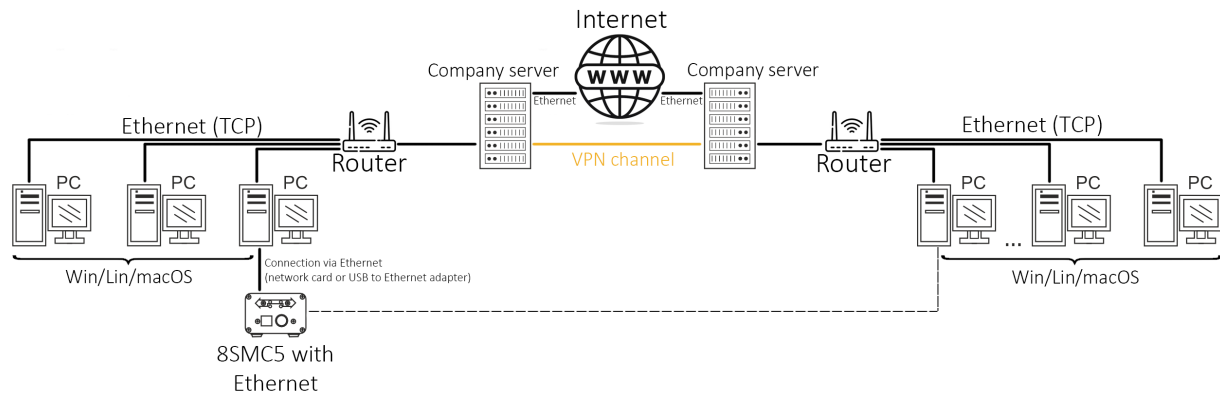 Internet
Company server
Company server
WWW
Ethernet
Ethernet
Ethernet (TCP)
Ethernet (TCP)
Router
VPN channel
Router
PC
PC
PC
PC
PC
PC
...
Connection via Ethernet
(network card or USB to Ethernet adapter)
Win/Lin/macOS
Win/Lin/macOS
8SMC5 with
Ethernet